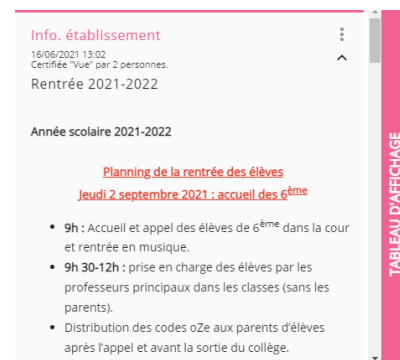 Info. établissement
16/06/2021 13:02
Certifiée "Vue" par 2 personnes.
Rentrée 2021-2022
Année scolaire 2021-2022
Planning de la rentrée des élèves
Jeudi 2 septembre 2021 : accueil des 6ème
• 9h : Accueil et appel des élèves de 6ème dans la cour
et rentrée en musique.
• 9h 30-12h : prise en charge des élèves par les
professeurs principaux dans les classes (sans les
parents).
• Distribution des codes oZe aux parents d'élèves
après l'appel et avant la sortie du collège.
TABLEAU D'AFFICHAGE